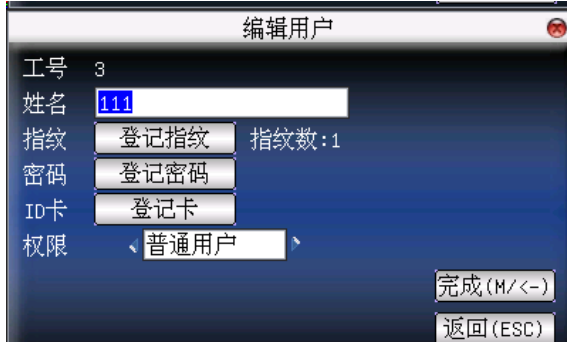 编辑用户
工号 3
姓名 111
指纹 登记指纹 指纹数:1
密码 登记密码
ID卡 登记卡
权限 普通用户
完成(M/<-)
返回(ESC)